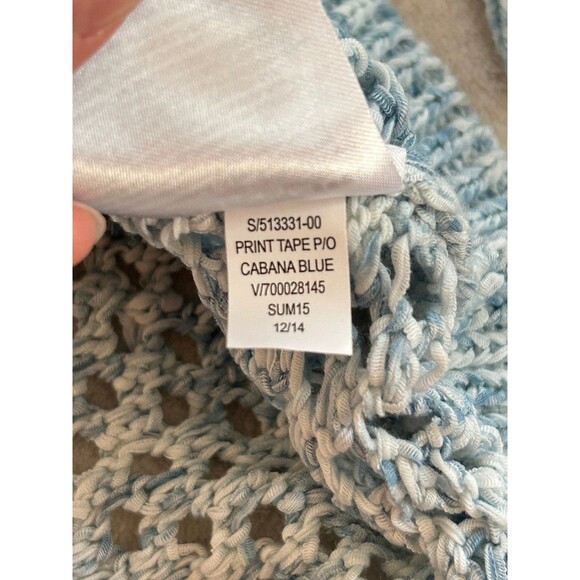 S/513331-00
PRINT TAPE P/O
CABANA BLUE
V/700028145
SUM15
12/14